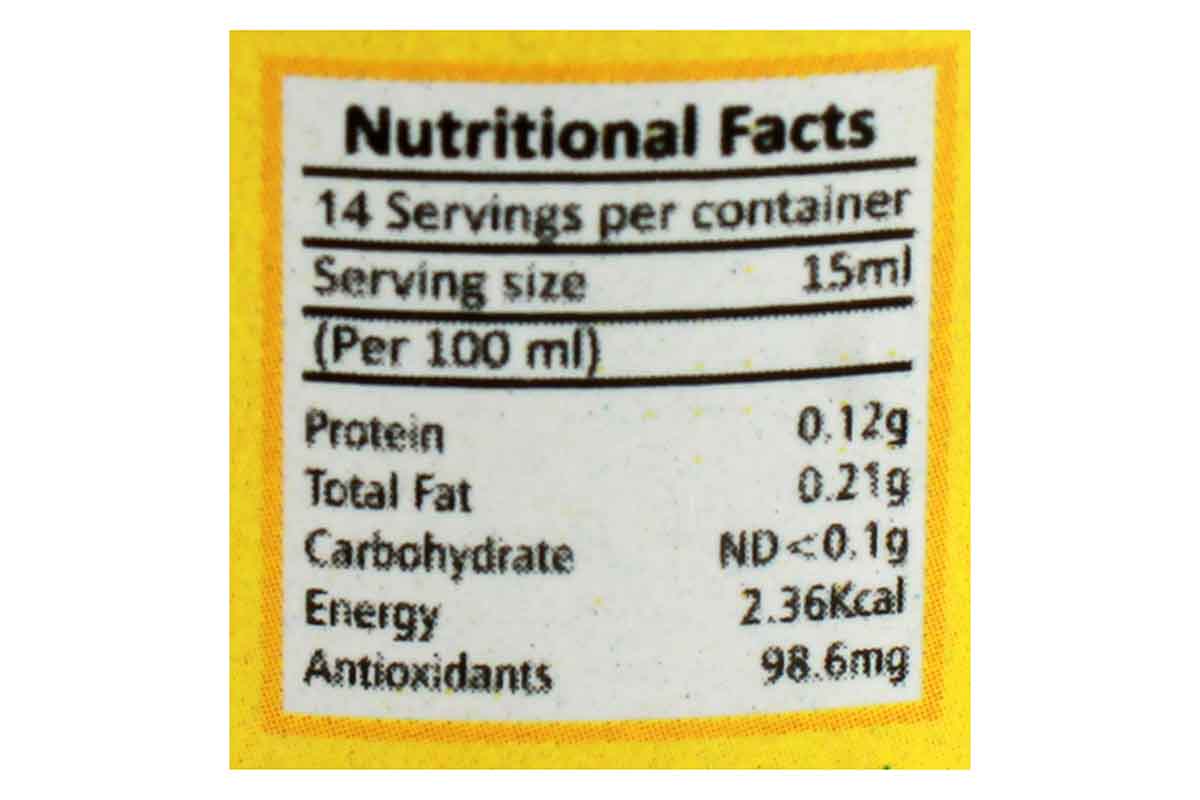 Nutritional Facts
14 Servings per container
Serving size 15ml
(Per 100 ml)
Protein 0.12g
Total Fat 0.21g
Carbohydrate ND<0.1g
Energy 2.36Kcal
Antioxidants 98.6mg